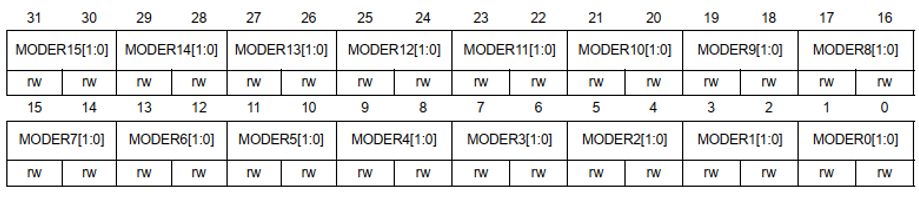 31 30 29 28 27 26 25 24 23 22 21 20 19 18 17 16
MODER15[1:0] MODER14[1:0] MODER13[1:0] MODER12[1:0] MODER11[1:0] MODER10[1:0] MODER9[1:0] MODER8[1:0]
rw rw rw rw rw rw rw rw rw rw rw rw rw rw rw rw
15 14 13 12 11 10 9 8 7 6 5 4 3 2 1 0
MODER7[1:0] MODER6[1:0] MODER5[1:0] MODER4[1:0] MODER3[1:0] MODER2[1:0] MODER1[1:0] MODER0[1:0]
rw rw rw rw rw rw rw rw rw rw rw rw rw rw rw rw